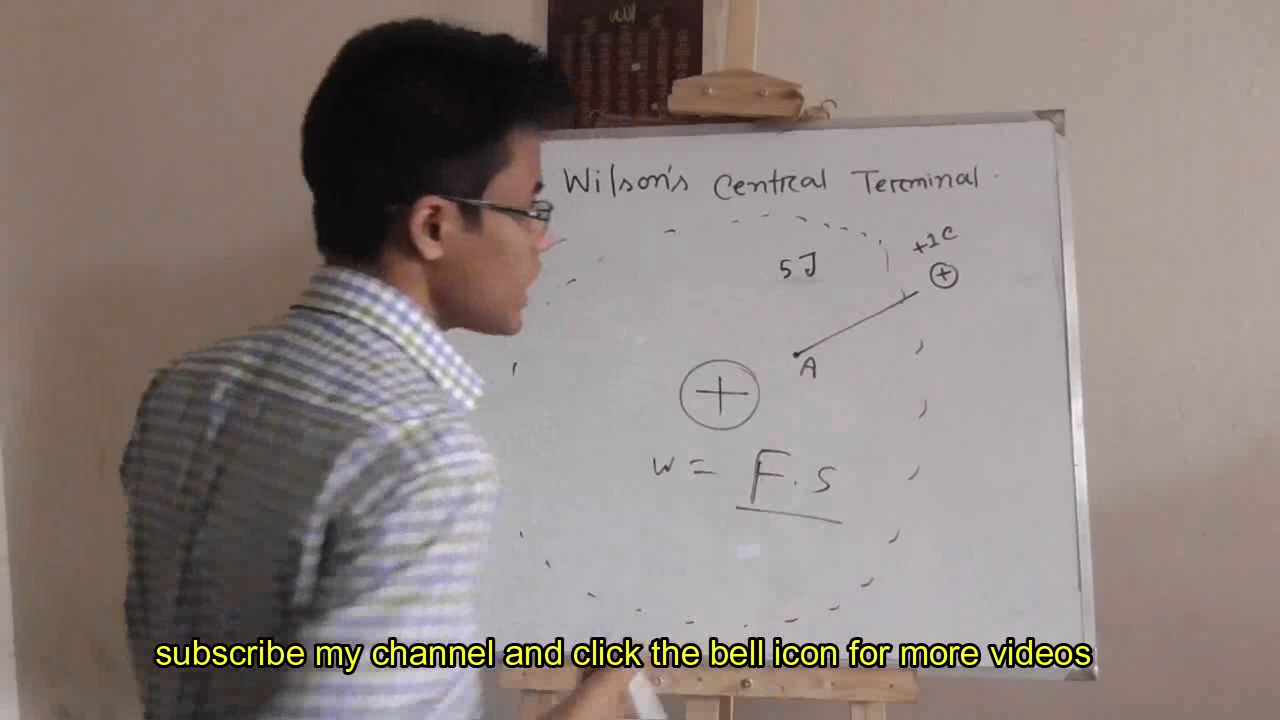 Wilson's Central Terminal.
+1C
5J
+
A
+
W = F.S
subscribe my channel and click the bell icon for more videos